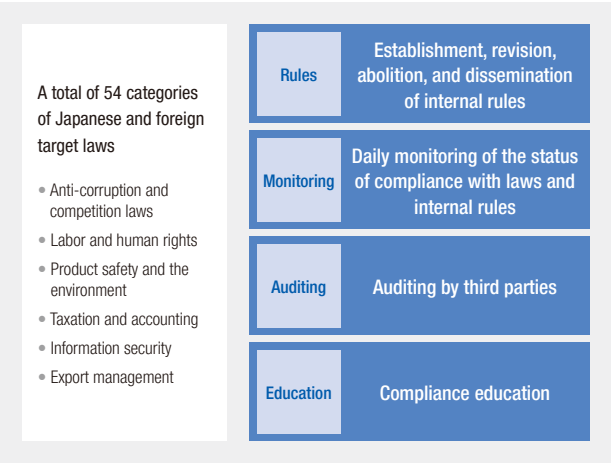 A total of 54 categories
of Japanese and foreign
target laws
• Anti-corruption and
competition laws
• Labor and human rights
• Product safety and the
environment
• Taxation and accounting
• Information security
• Export management
Rules
Establishment, revision,
abolition, and dissemination
of internal rules
Monitoring
Daily monitoring of the status
of compliance with laws and
internal rules
Auditing
Auditing by third parties
Education
Compliance education